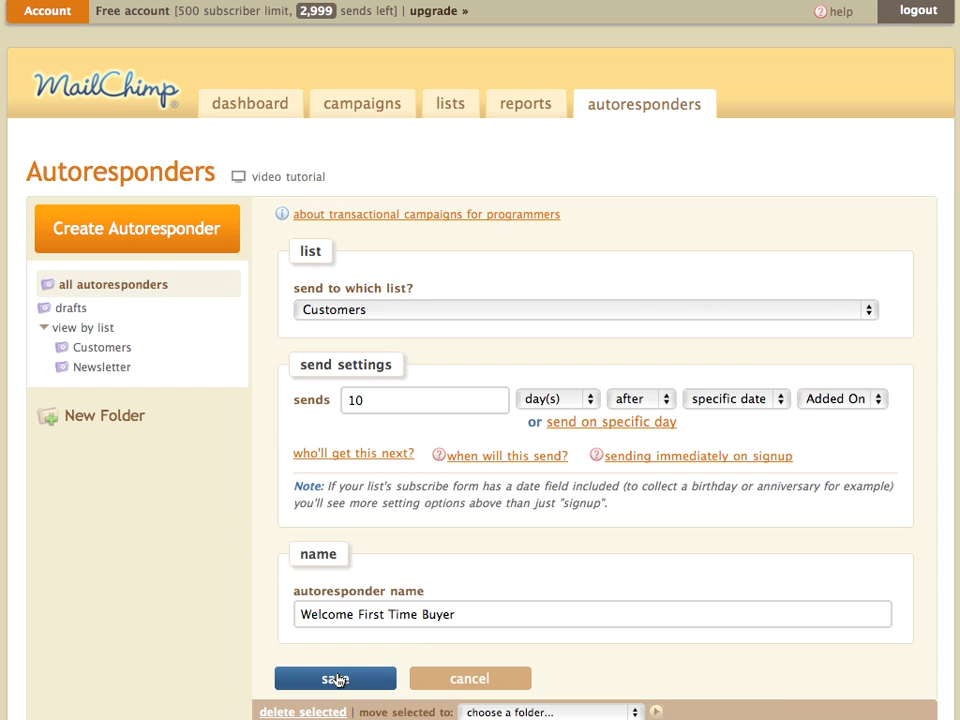 Account Free account [500 subscriber limit, 2,999 sends left] | upgrade » ? help logout
MailChimp® dashboard campaigns lists reports autoresponders
Autoresponders video tutorial
Create Autoresponder
all autoresponders
drafts
view by list
Customers
Newsletter
New Folder
i about transactional campaigns for programmers
list
send to which list?
Customers
send settings
sends 10 day(s) after specific date Added On
or send on specific day
who'll get this next? ? when will this send? ? sending immediately on signup
Note: If your list's subscribe form has a date field included (to collect a birthday or anniversary for example)
you'll see more setting options above than just "signup".
name
autoresponder name
Welcome First Time Buyer
save cancel
delete selected | move selected to: choose a folder...